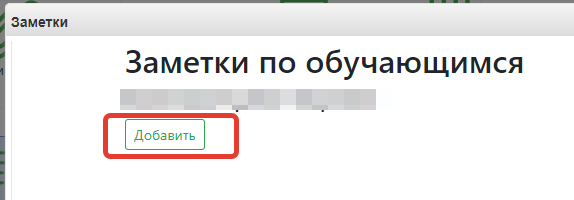 Заметки
Заметки по обучающимся
Добавить